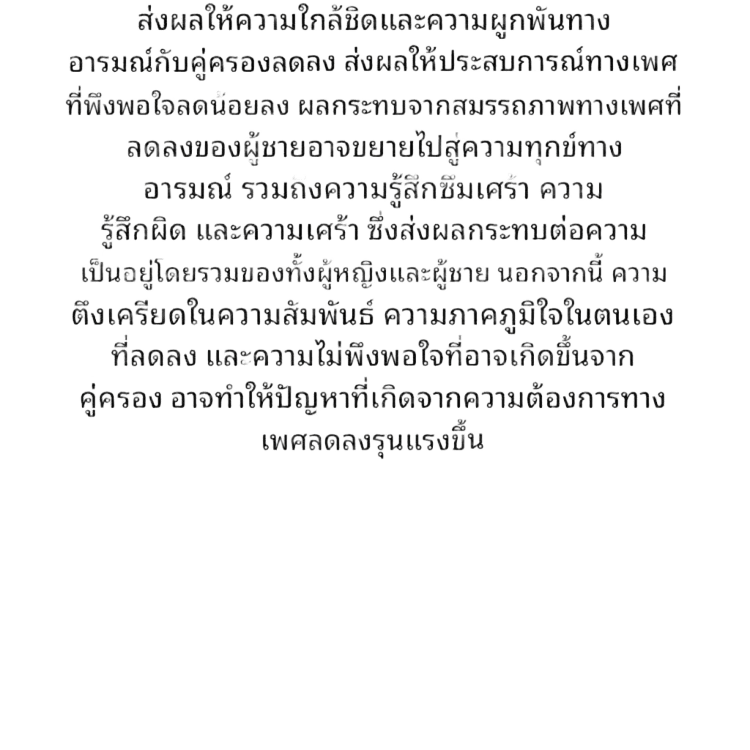 ส่งผลให้ความใกล้ชิดและความผูกพันทาง
อารมณ์กับคู่ครองลดลง ส่งผลให้ประสบการณ์ทางเพศ
ที่พึงพอใจลดน้อยลง ผลกระทบจากสมรรถภาพทางเพศที่
ลดลงของผู้ชายอาจขยายไปสู่ความทุกข์ทาง
อารมณ์ รวมถึงความรู้สึกซึมเศร้า ความ
รู้สึกผิด และความเศร้า ซึ่งส่งผลกระทบต่อความ
เป็นอยู่โดยรวมของทั้งผู้หญิงและผู้ชาย นอกจากนี้ ความ
ตึงเครียดในความสัมพันธ์ ความภาคภูมิใจในตนเอง
ที่ลดลง และความไม่พึงพอใจที่อาจเกิดขึ้นจาก
คู่ครอง อาจทำให้ปัญหาที่เกิดจากความต้องการทาง
เพศลดลงรุนแรงขึ้น